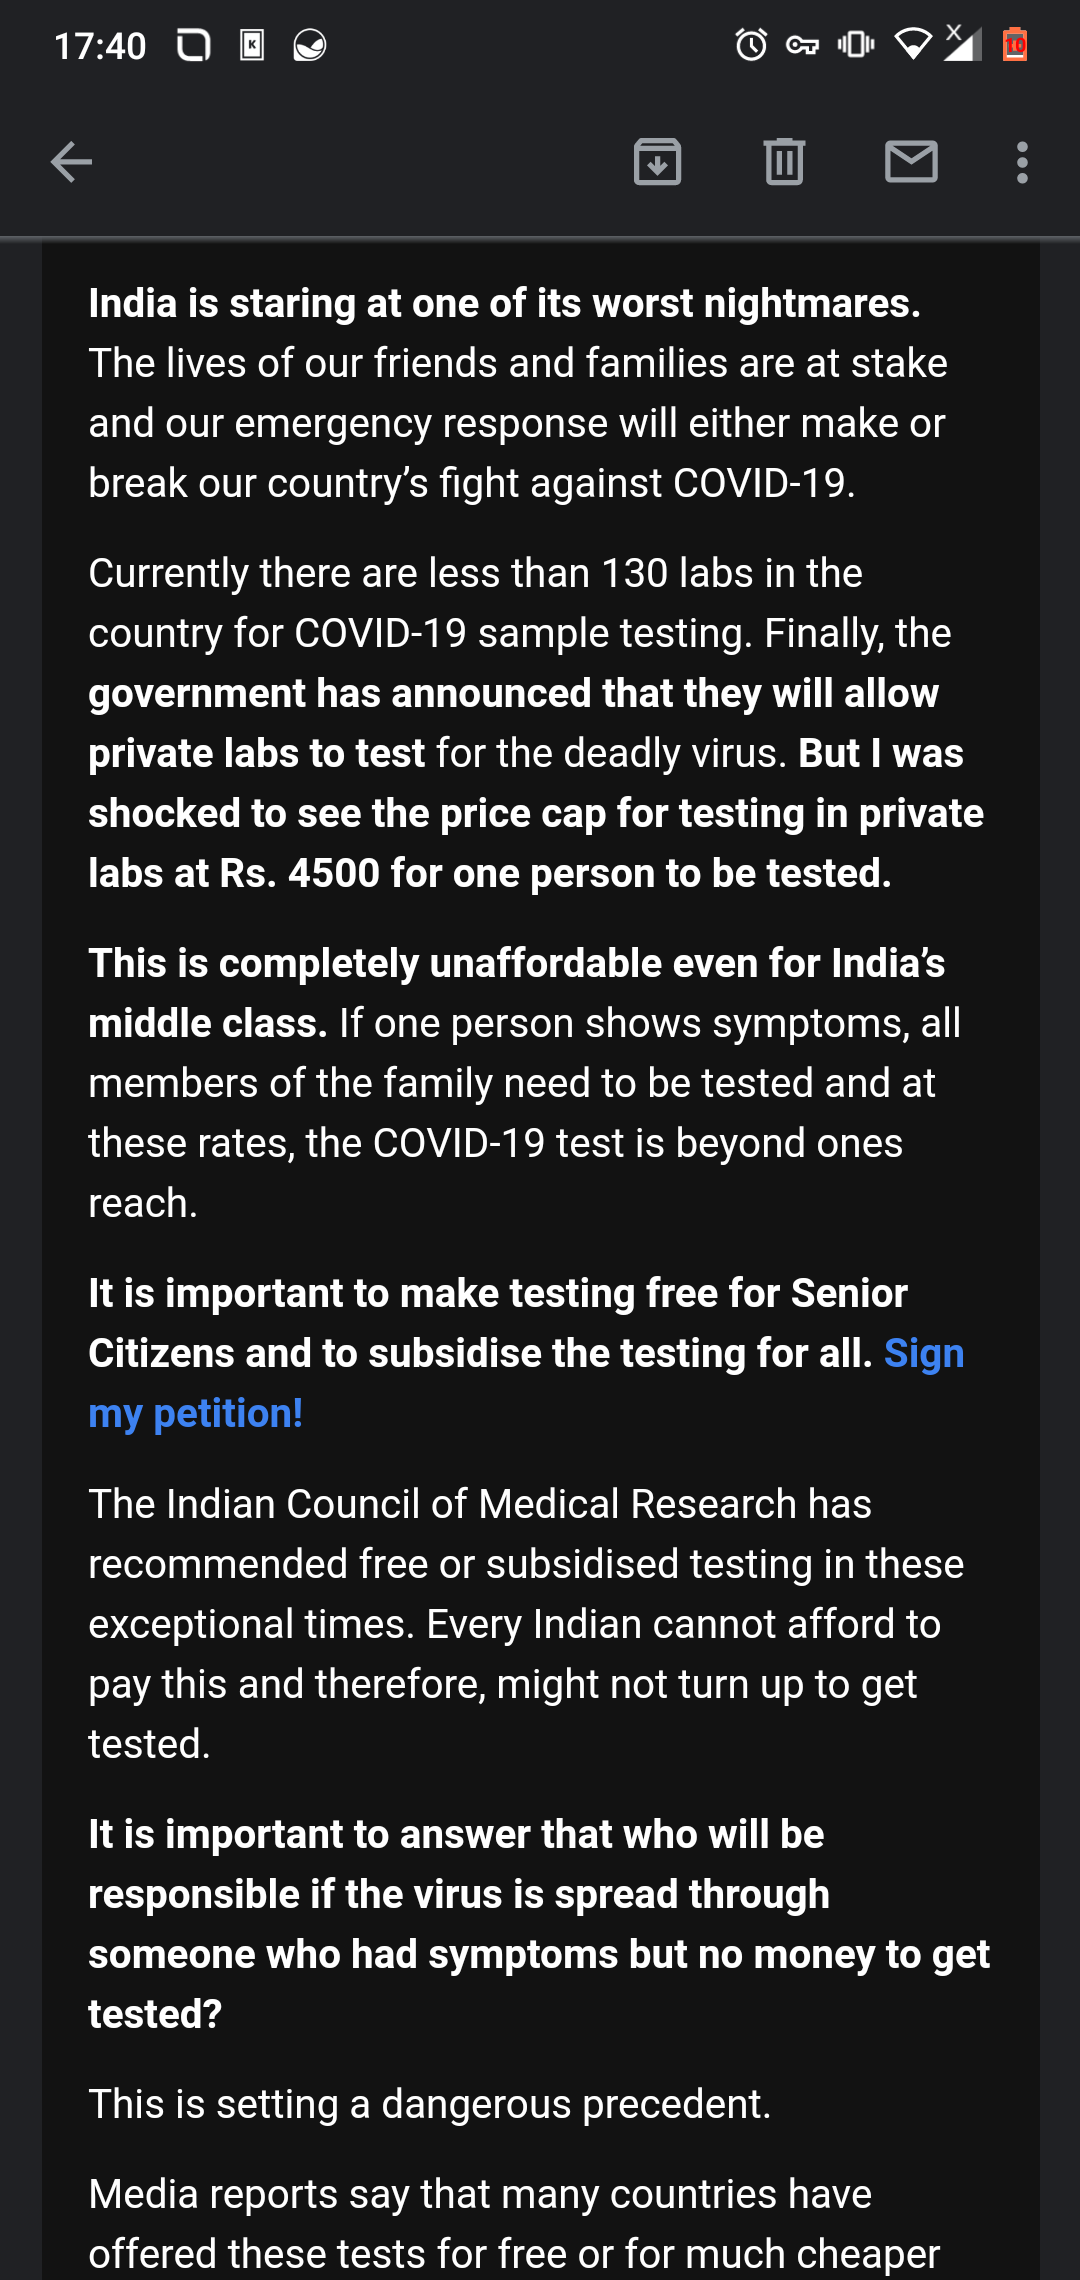 17:40
K
X
10
India is staring at one of its worst nightmares.
The lives of our friends and families are at stake
and our emergency response will either make or
break our country’s fight against COVID-19.
Currently there are less than 130 labs in the
country for COVID-19 sample testing. Finally, the
government has announced that they will allow
private labs to test for the deadly virus. But I was
shocked to see the price cap for testing in private
labs at Rs. 4500 for one person to be tested.
This is completely unaffordable even for India’s
middle class. If one person shows symptoms, all
members of the family need to be tested and at
these rates, the COVID-19 test is beyond ones
reach.
It is important to make testing free for Senior
Citizens and to subsidise the testing for all. Sign
my petition!
The Indian Council of Medical Research has
recommended free or subsidised testing in these
exceptional times. Every Indian cannot afford to
pay this and therefore, might not turn up to get
tested.
It is important to answer that who will be
responsible if the virus is spread through
someone who had symptoms but no money to get
tested?
This is setting a dangerous precedent.
Media reports say that many countries have
offered these tests for free or for much cheaper